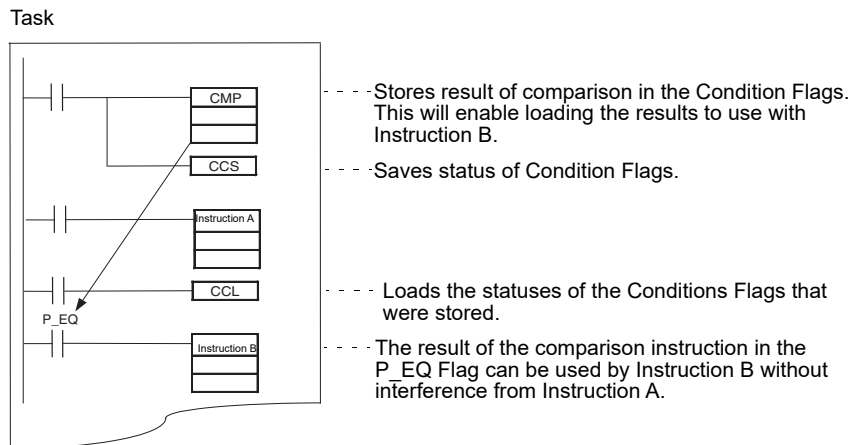 Task
CMP
Stores result of comparison in the Condition Flags.
This will enable loading the results to use with
Instruction B.
CCS
Saves status of Condition Flags.
Instruction A
CCL
Loads the statuses of the Conditions Flags that
were stored.
P_EQ
Instruction B
The result of the comparison instruction in the
P_EQ Flag can be used by Instruction B without
interference from Instruction A.